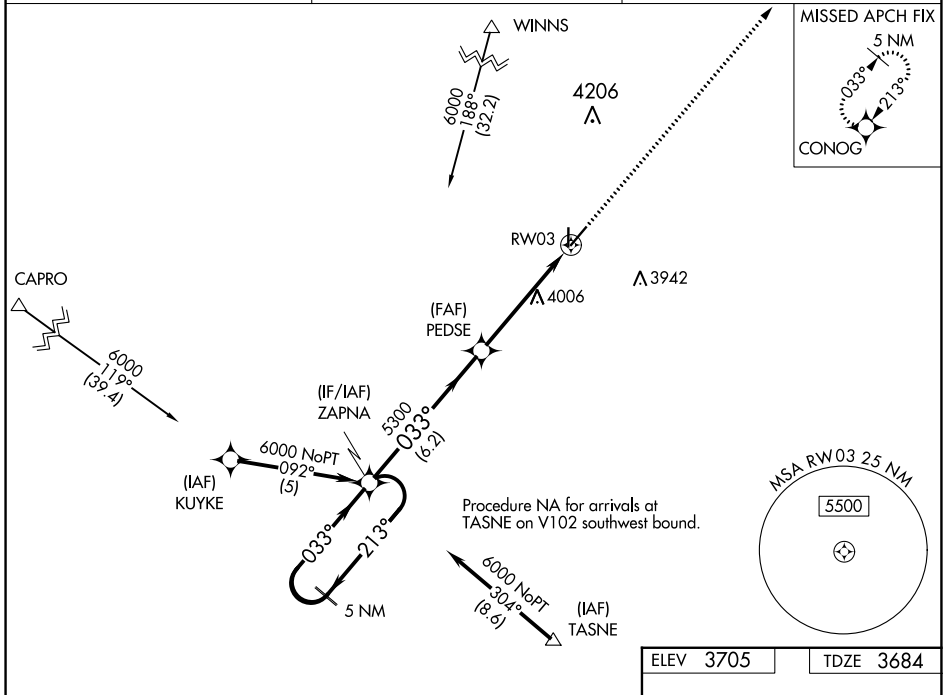 WINNS
6000
188°
(32.2)
4206
MISSED APCH FIX
5 NM
033°
213°
CONOG
RW03
3942
4006
CAPRO
6000
119°
(39.4)
(FAF)
PEDSE
(IF/IAF)
ZAPNA
5300
033°
(6.2)
6000 NoPT
092°
(5)
(IAF)
KUYKE
033°
213°
5 NM
Procedure NA for arrivals at
TASNE on V102 southwest bound.
6000 NoPT
304°
(8.6)
(IAF)
TASNE
MSA RW03 25 NM
5500
ELEV 3705
TDZE 3684